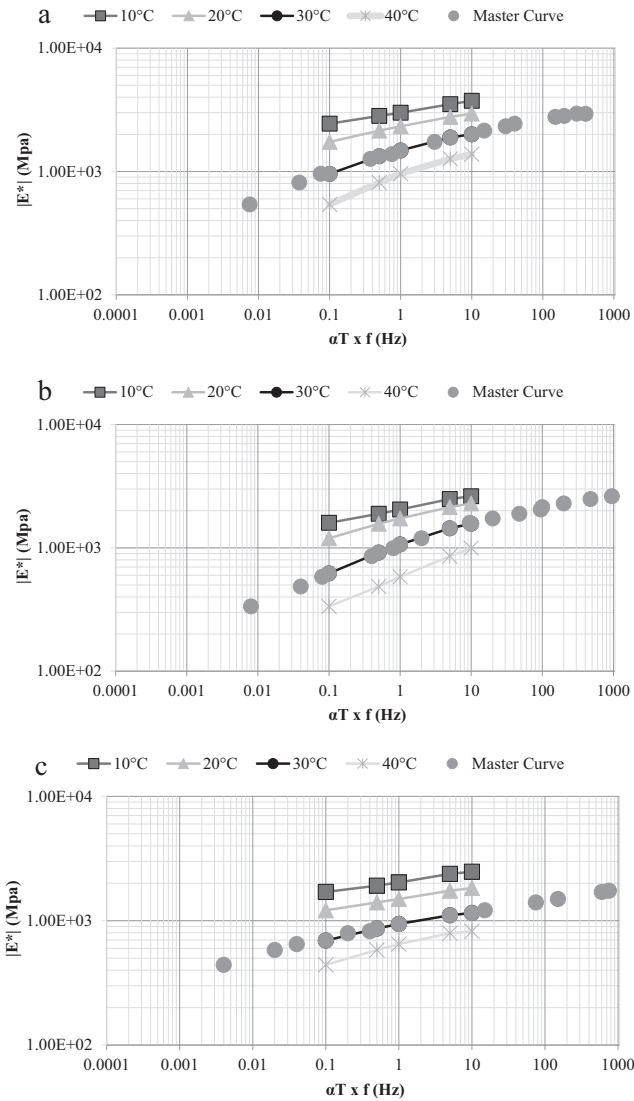 a
10°C 20°C 30°C 40°C Master Curve
1.00E+04
1.00E+03
1.00E+02
|E*| (Mpa)
0.0001 0.001 0.01 0.1 1 10 100 1000
αT x f (Hz)
b
10°C 20°C 30°C 40°C Master Curve
1.00E+04
1.00E+03
1.00E+02
|E*| (Mpa)
0.0001 0.001 0.01 0.1 1 10 100 1000
αT x f (Hz)
c
10°C 20°C 30°C 40°C Master Curve
1.00E+04
1.00E+03
1.00E+02
|E*| (Mpa)
0.0001 0.001 0.01 0.1 1 10 100 1000
αT x f (Hz)